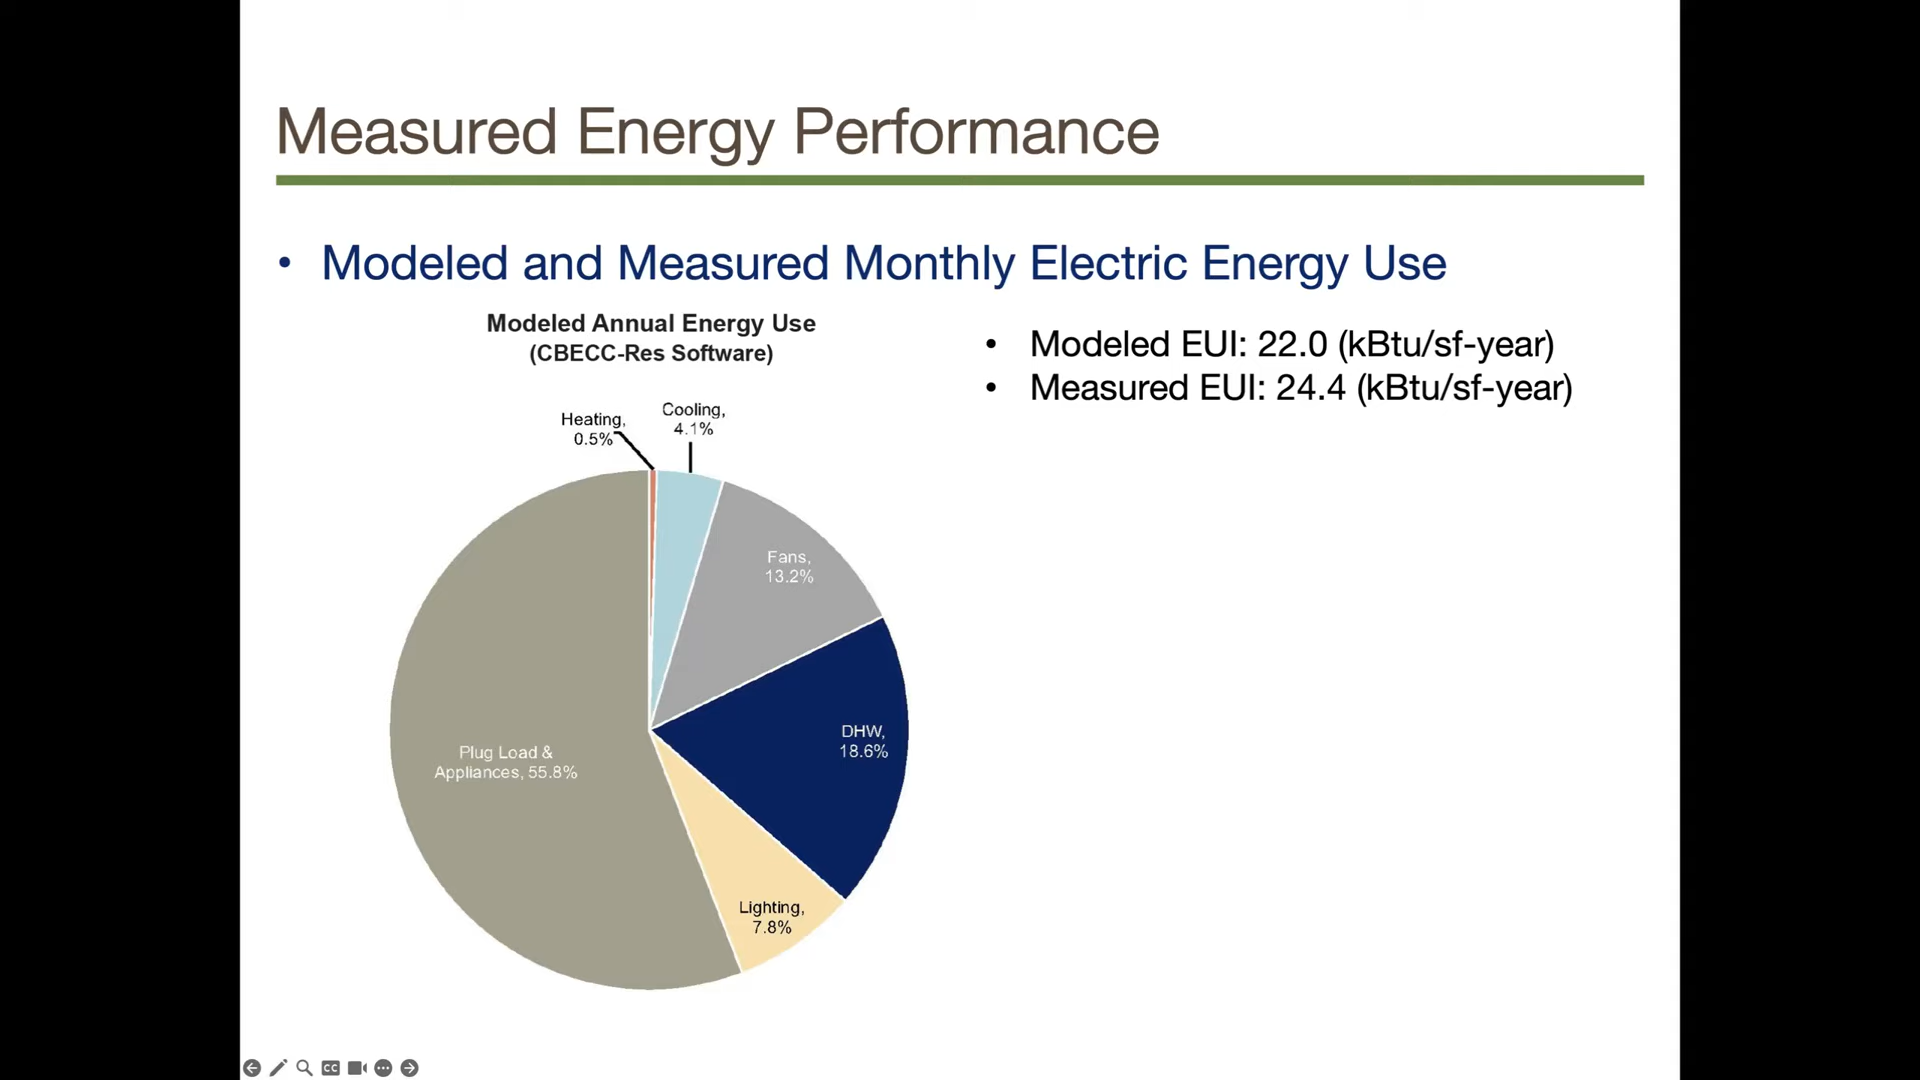 Measured Energy Performance
• Modeled and Measured Monthly Electric Energy Use
Modeled Annual Energy Use
(CBECC-Res Software)
• Modeled EUI: 22.0 (kBtu/sf-year)
• Measured EUI: 24.4 (kBtu/sf-year)
Heating,
0.5%
Cooling,
4.1%
Fans,
13.2%
DHW,
18.6%
Plug Load &
Appliances, 55.8%
Lighting,
7.8%
CC